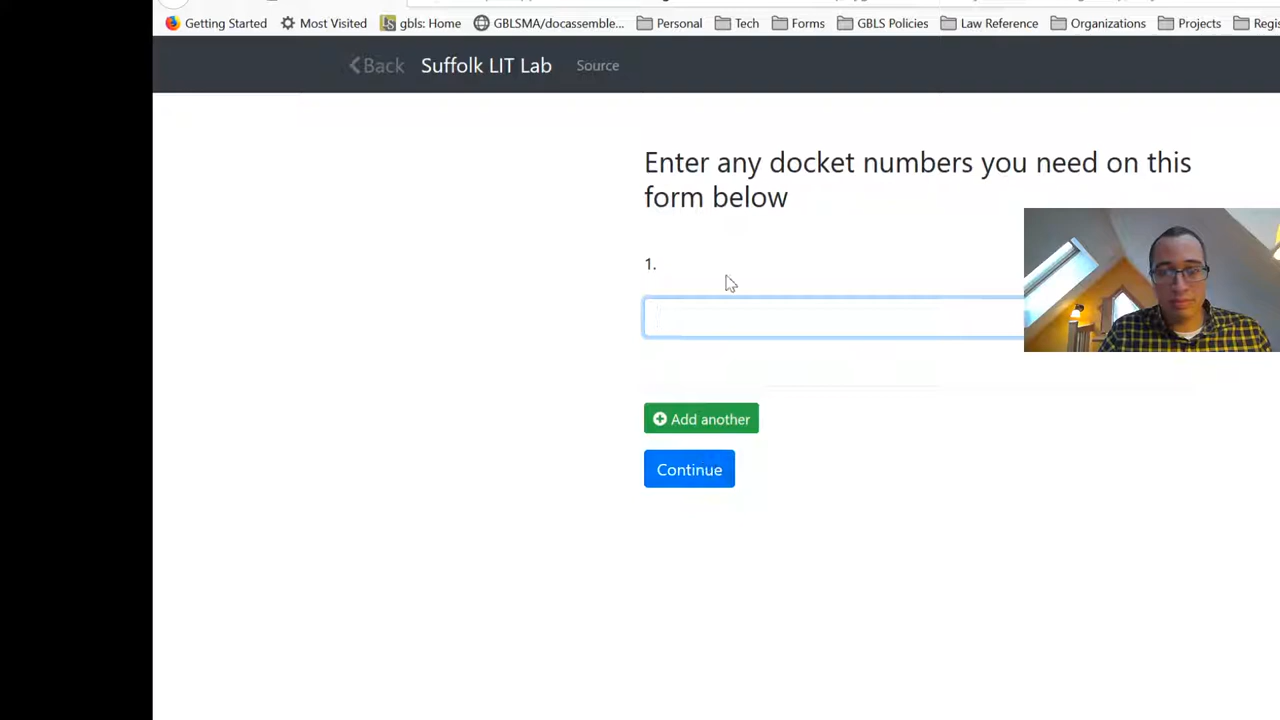 Getting Started Most Visited gbls: Home GBLSMA/docassemble... Personal Tech Forms GBLS Policies Law Reference Organizations Projects Regis
Back Suffolk LIT Lab Source
Enter any docket numbers you need on this
form below
1.
Add another
Continue